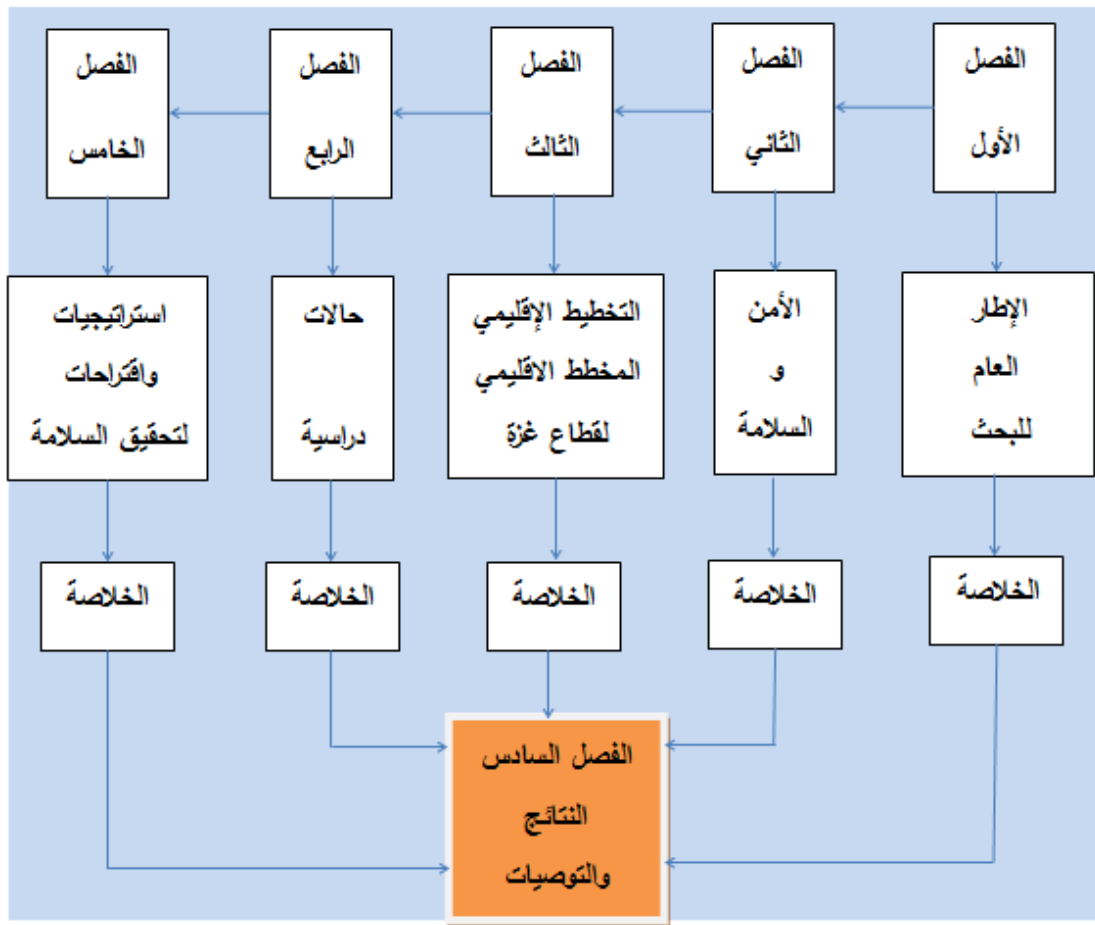 الفصل
الأول
الفصل
الثاني
الفصل
الثالث
الفصل
الرابع
الفصل
الخامس
الإطار
العام
للبحث
الأمن
و
السلامة
التخطيط الإقليمي
المخطط الاقليمي
لقطاع غزة
حالات
دراسية
استراتيجيات
واقتراحات
لتحقيق السلامة
الخلاصة
الخلاصة
الخلاصة
الخلاصة
الخلاصة
الفصل السادس
النتائج
والتوصيات